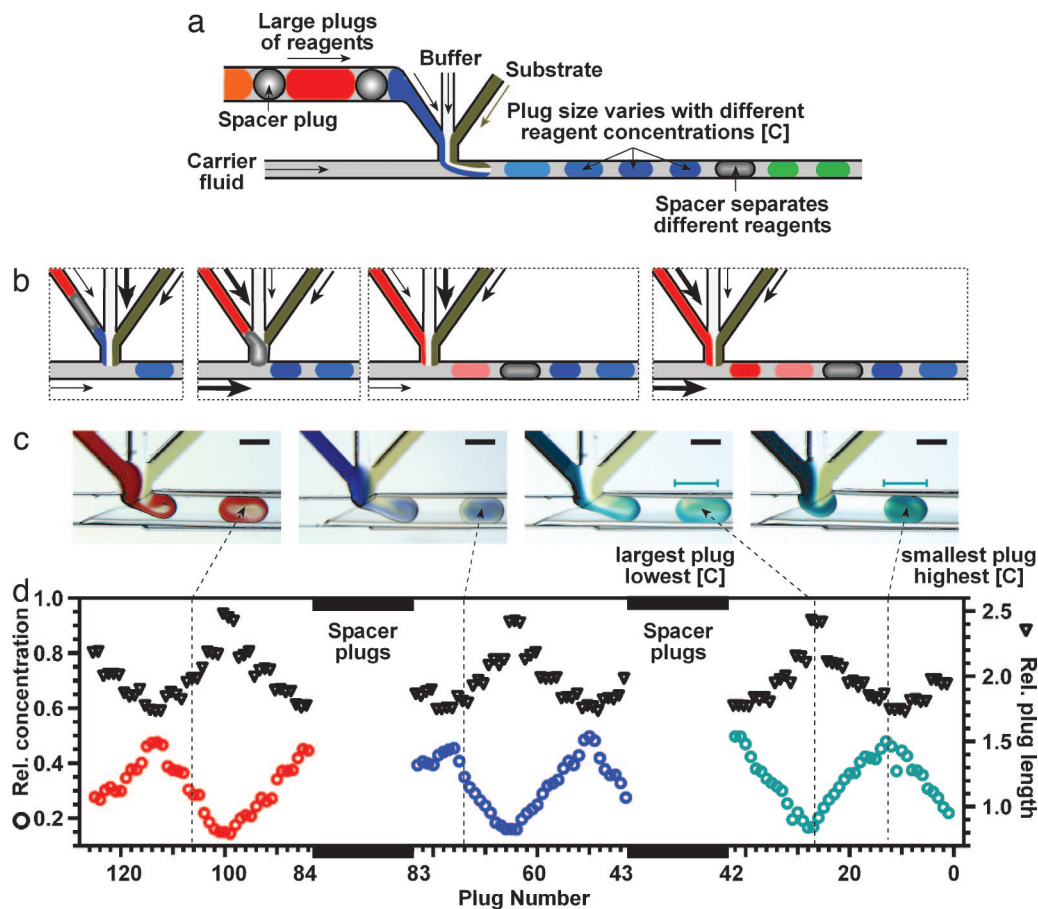 a
Large plugs
of reagents
Buffer
Substrate
Spacer plug
Plug size varies with different
reagent concentrations [C]
Carrier
fluid
Spacer separates
different reagents
b
c
largest plug
lowest [C]
smallest plug
highest [C]
d
Rel. concentration
1.0
0.8
0.6
0.4
0.2
Spacer
plugs
Spacer
plugs
2.5
2.0
1.5
1.0
Rel. plug length
120
100
84
83
60
43
42
20
0
Plug Number